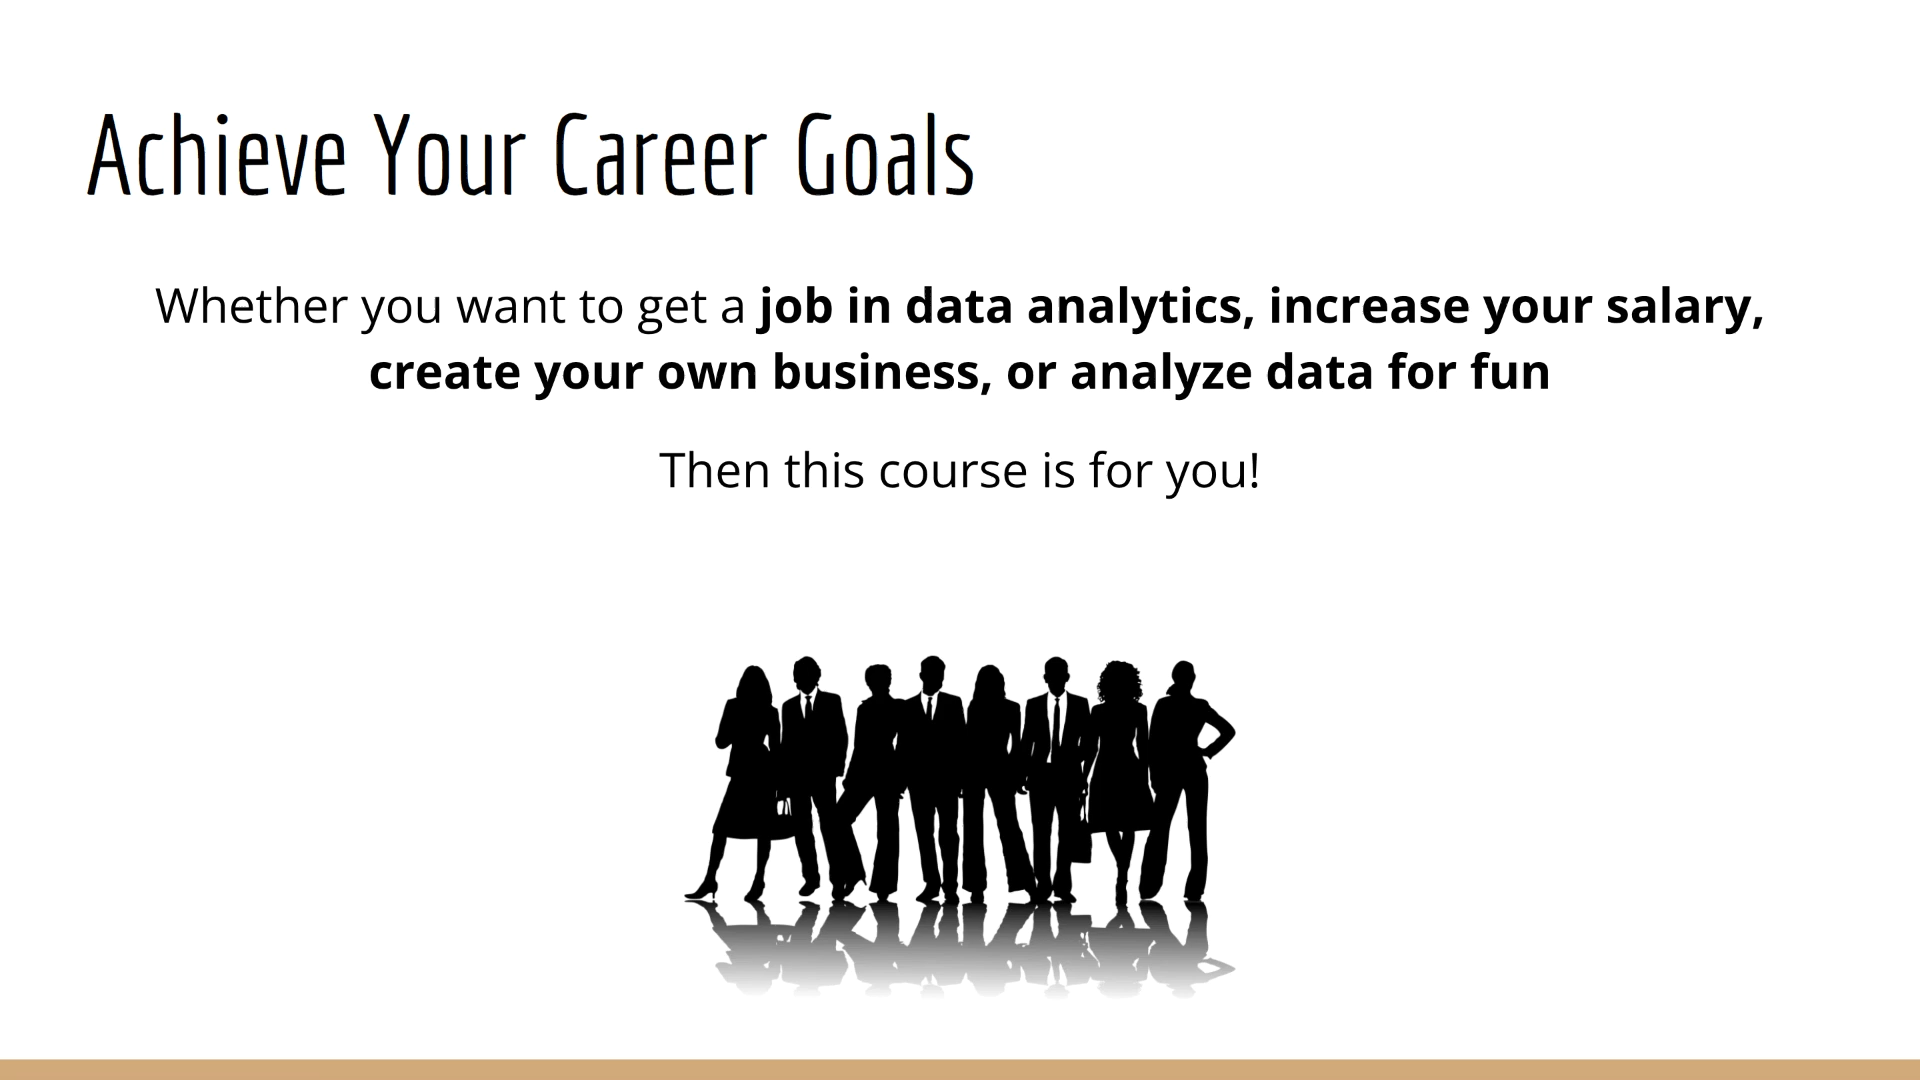 Achieve Your Career Goals
Whether you want to get a job in data analytics, increase your salary,
create your own business, or analyze data for fun
Then this course is for you!